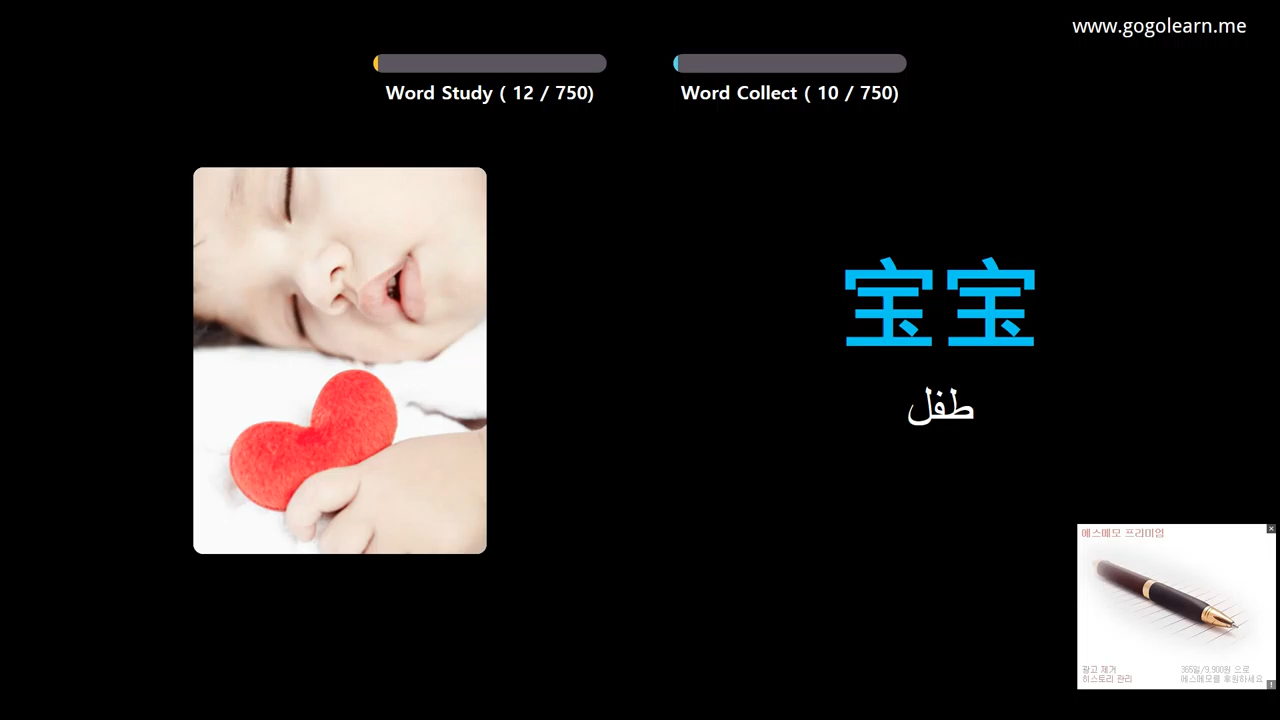 www.gogolearn.me
Word Study ( 12 / 750)
Word Collect ( 10 / 750)
宝宝
طفل
에스메모 프리미엄
광고 제거
히스토리 관리
365일/9,900원 으로
에스메모를 후원하세요